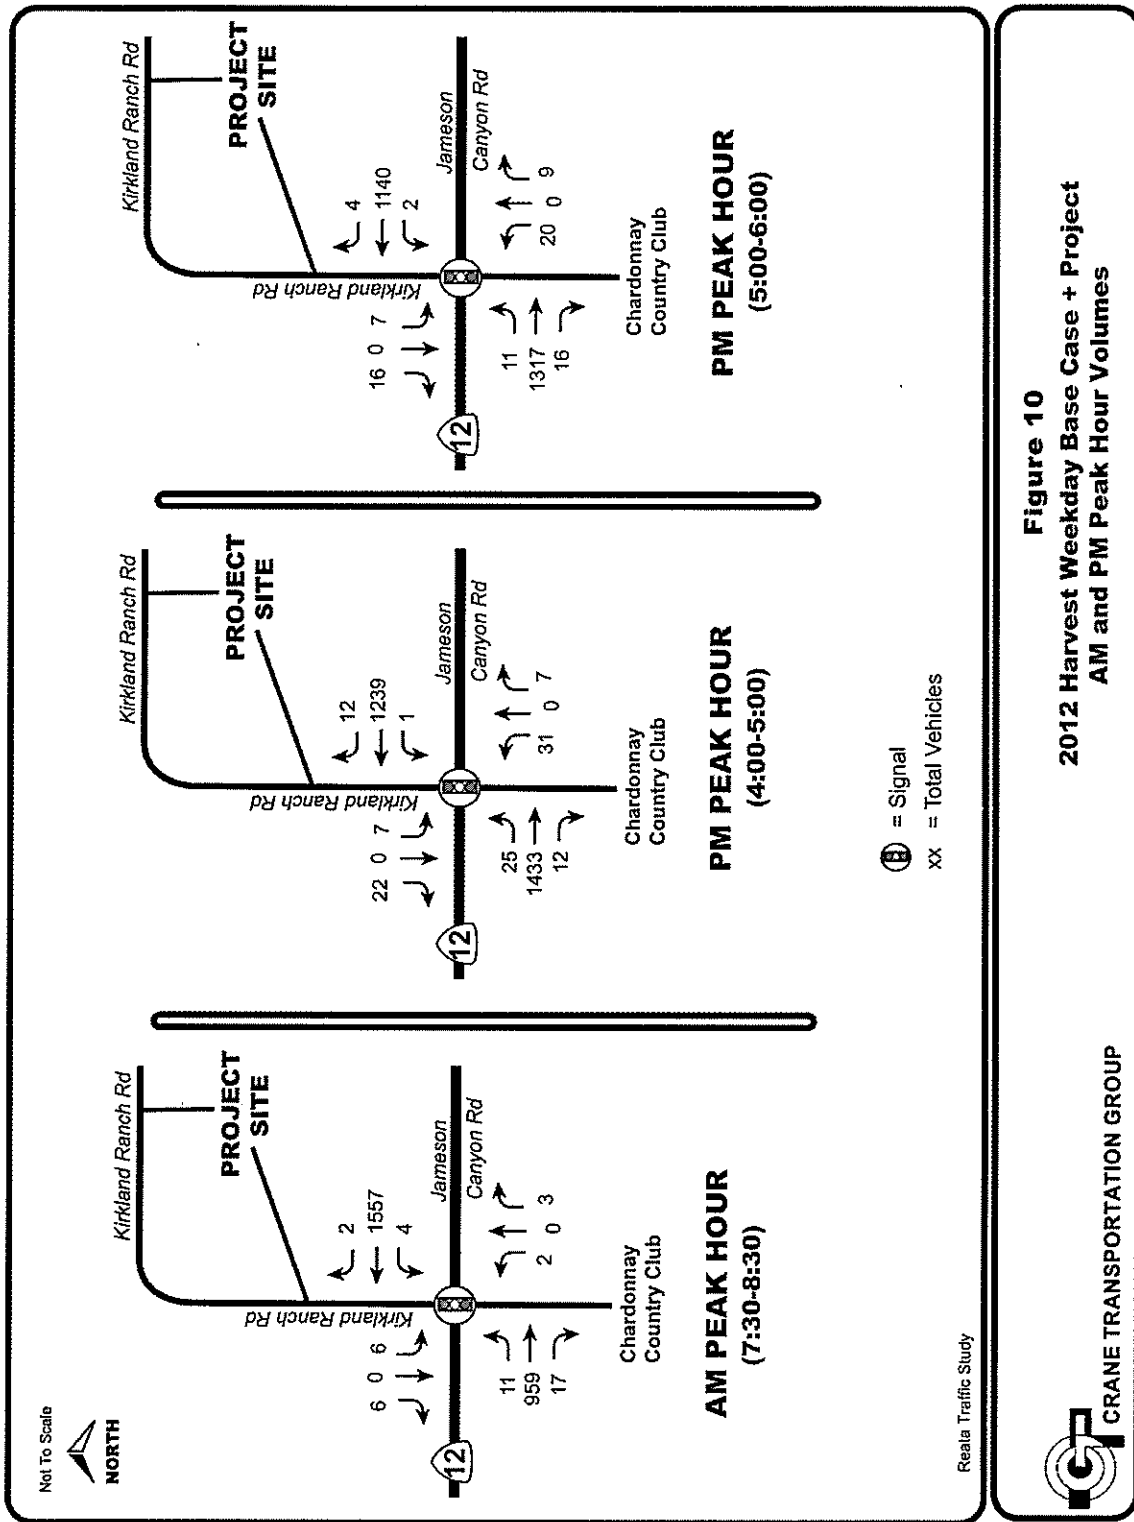 Not To Scale
NORTH
Kirkland Ranch Rd
PROJECT
SITE
Kirkland Ranch Rd
6 0 6
2
1557
4
Jameson
Canyon Rd
12
11
959
17
2 0 3
Chardonnay
Country Club
AM PEAK HOUR
(7:30-8:30)
Kirkland Ranch Rd
PROJECT
SITE
Kirkland Ranch Rd
22 0 7
12
1239
1
Jameson
Canyon Rd
12
25
1433
12
31 0 7
Chardonnay
Country Club
PM PEAK HOUR
(4:00-5:00)
Kirkland Ranch Rd
PROJECT
SITE
Kirkland Ranch Rd
16 0 7
4
1140
2
Jameson
Canyon Rd
12
11
1317
16
20 0 9
Chardonnay
Country Club
PM PEAK HOUR
(5:00-6:00)
= Signal
xx = Total Vehicles
Reata Traffic Study
Figure 10
2012 Harvest Weekday Base Case + Project
AM and PM Peak Hour Volumes
CRANE TRANSPORTATION GROUP